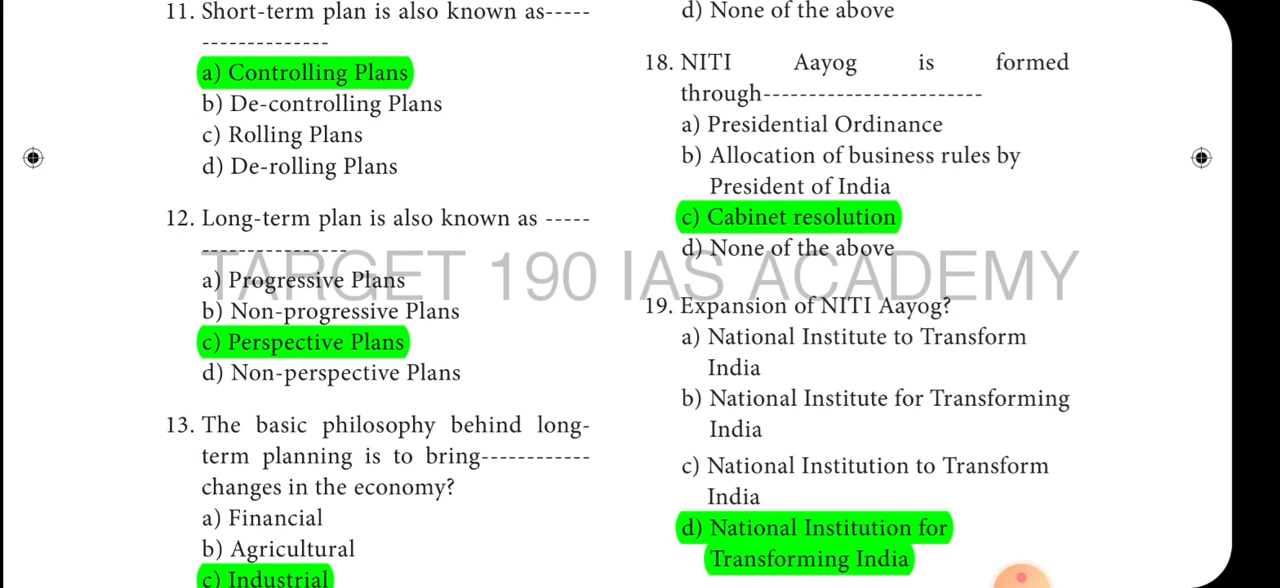 11. Short-term plan is also known as-----
--------------
a) Controlling Plans
b) De-controlling Plans
c) Rolling Plans
d) De-rolling Plans
12. Long-term plan is also known as -----
----------------
a) Progressive Plans
b) Non-progressive Plans
c) Perspective Plans
d) Non-perspective Plans
13. The basic philosophy behind long-
term planning is to bring------------
changes in the economy?
a) Financial
b) Agricultural
c) Industrial
d) None of the above
18. NITI Aayog is formed
through------------------------
a) Presidential Ordinance
b) Allocation of business rules by
President of India
c) Cabinet resolution
d) None of the above
19. Expansion of NITI Aayog?
a) National Institute to Transform
India
b) National Institute for Transforming
India
c) National Institution to Transform
India
d) National Institution for
Transforming India
TARGET 190 IAS ACADEMY